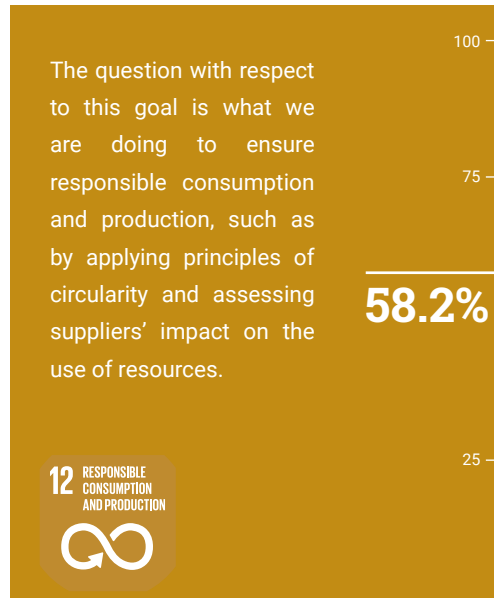 The question with respect
to this goal is what we
are doing to ensure
responsible consumption
and production, such as
by applying principles of
circularity and assessing
suppliers’ impact on the
use of resources.
100
75
58.2%
25
12 RESPONSIBLE
CONSUMPTION
AND PRODUCTION